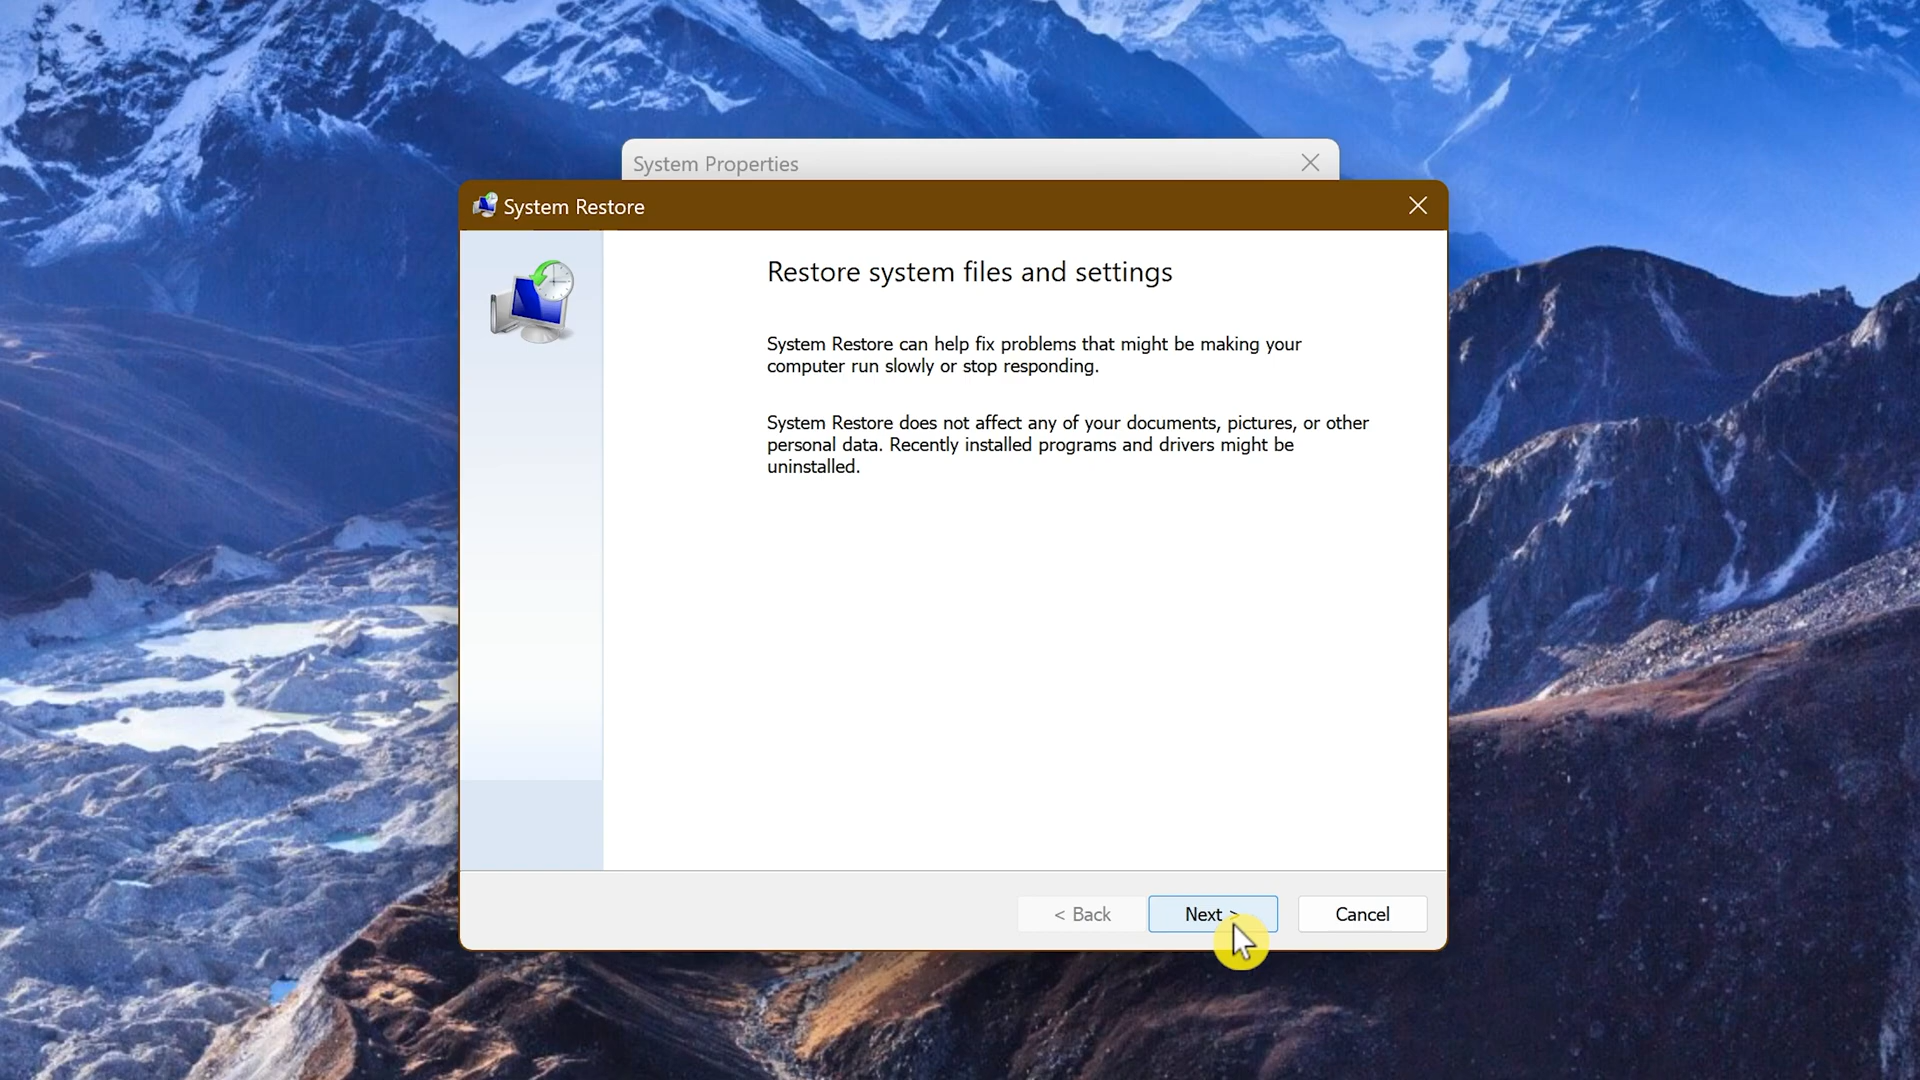 System Properties
System Restore
Restore system files and settings
System Restore can help fix problems that might be making your
computer run slowly or stop responding.
System Restore does not affect any of your documents, pictures, or other
personal data. Recently installed programs and drivers might be
uninstalled.
< Back
Next >
Cancel